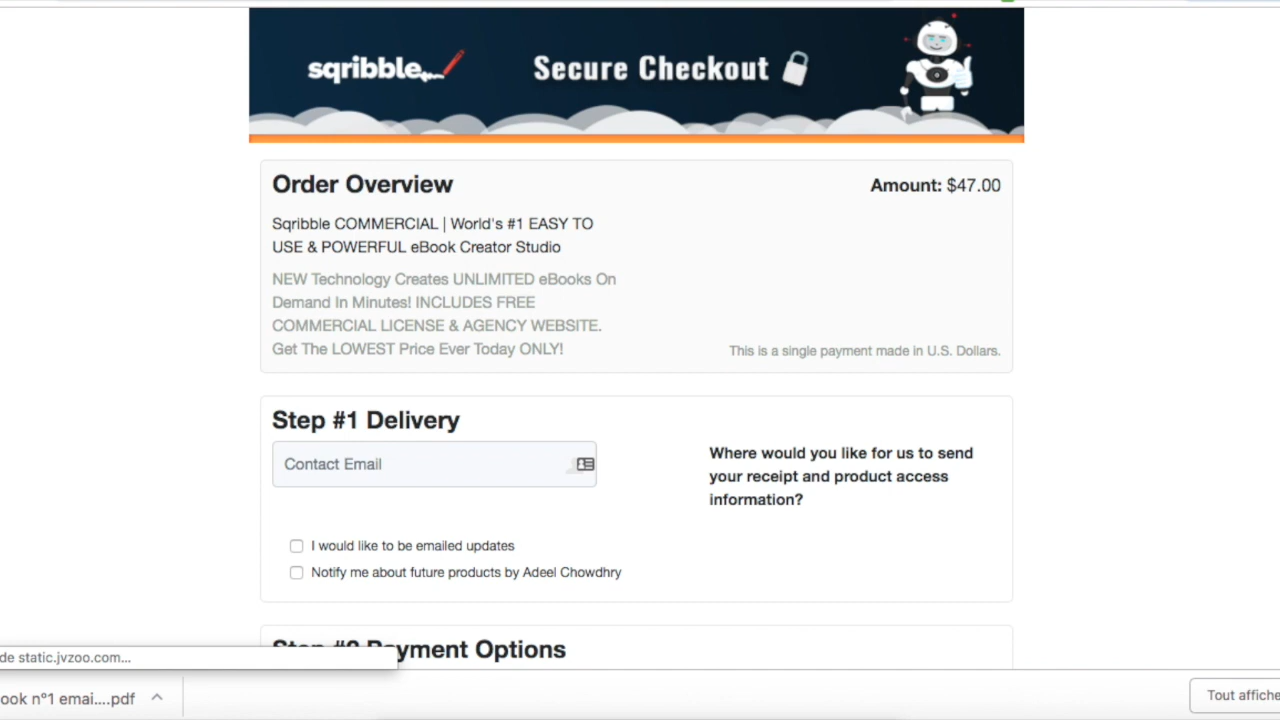 sqribble
Secure Checkout
Order Overview
Amount: $47.00
Sqribble COMMERCIAL | World's #1 EASY TO
USE & POWERFUL eBook Creator Studio
NEW Technology Creates UNLIMITED eBooks On
Demand In Minutes! INCLUDES FREE
COMMERCIAL LICENSE & AGENCY WEBSITE.
Get The LOWEST Price Ever Today ONLY!
This is a single payment made in U.S. Dollars.
Step #1 Delivery
Contact Email
Where would you like for us to send
your receipt and product access
information?
I would like to be emailed updates
Notify me about future products by Adeel Chowdhry
Step #2 Payment Options
de static.jvzoo.com...
ook n°1 emai....pdf
Tout affiche